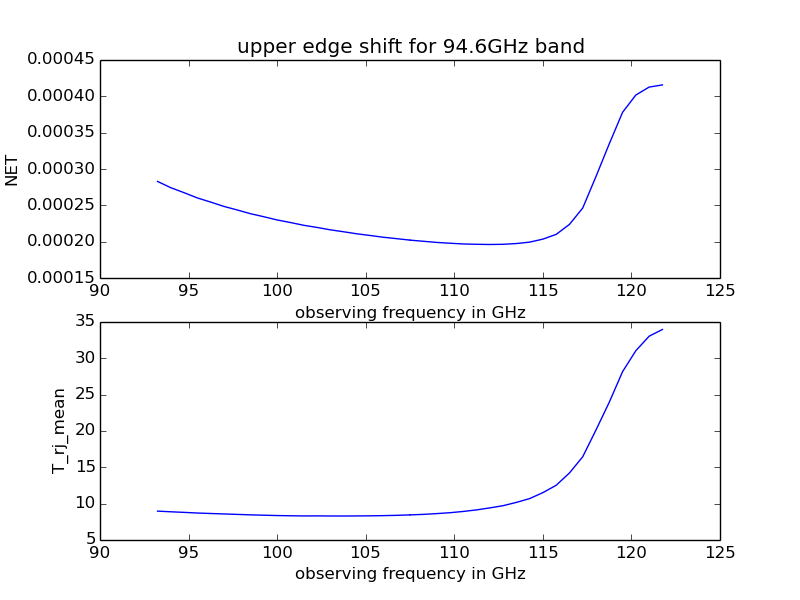 upper edge shift for 94.6GHz band
0.00045
0.00040
0.00035
0.00030
0.00025
0.00020
0.00015
NET
90 95 100 105 110 115 120 125
observing frequency in GHz
35
30
25
20
15
10
5
T_rj_mean
90 95 100 105 110 115 120 125
observing frequency in GHz